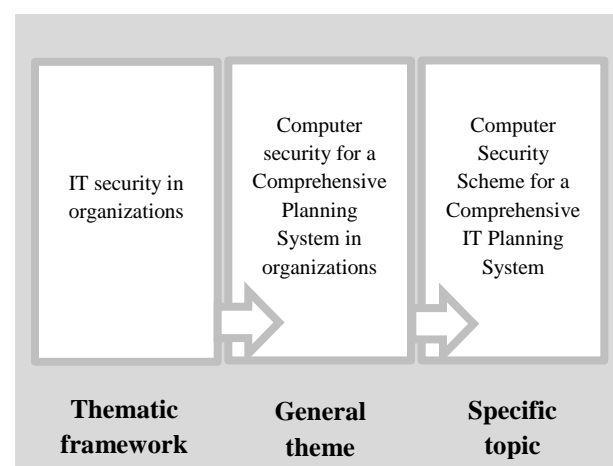 IT security in
organizations
Computer
security for a
Comprehensive
Planning
System in
organizations
Computer
Security
Scheme for a
Comprehensive
IT Planning
System
Thematic
framework
General
theme
Specific
topic